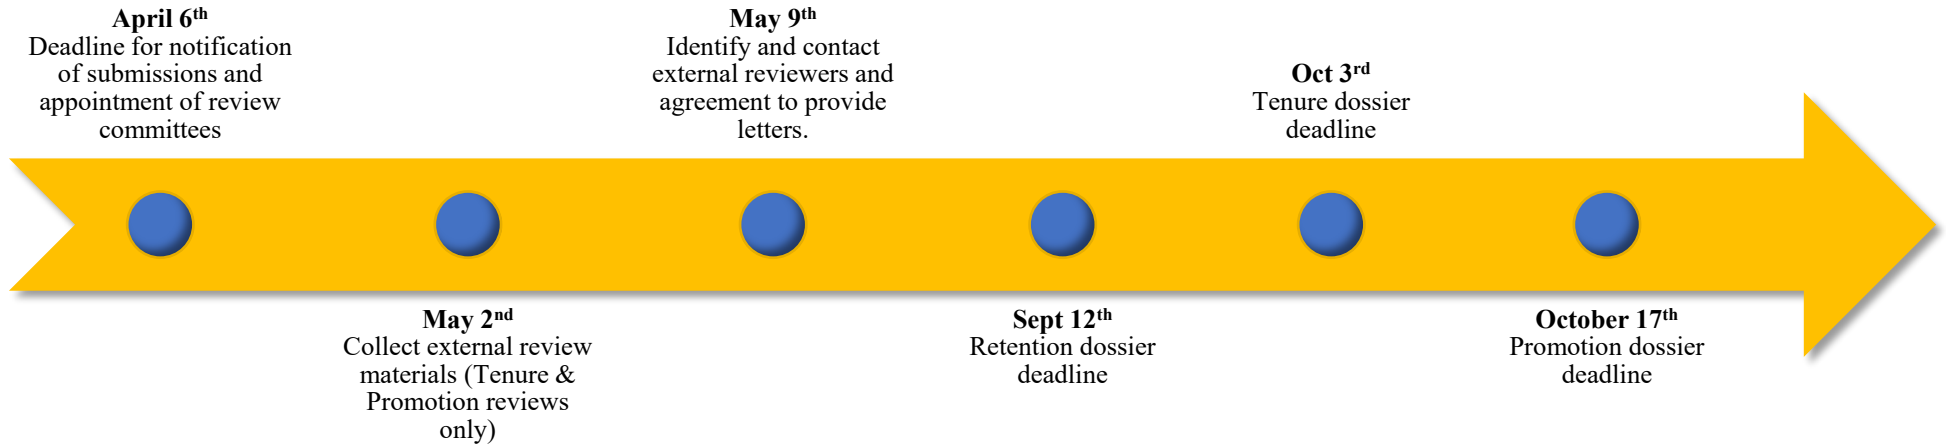 April 6th
Deadline for notification
of submissions and
appointment of review
committees
May 2nd
Collect external review
materials (Tenure &
Promotion reviews
only)
May 9th
Identify and contact
external reviewers and
agreement to provide
letters.
Sept 12th
Retention dossier
deadline
Oct 3rd
Tenure dossier
deadline
October 17th
Promotion dossier
deadline